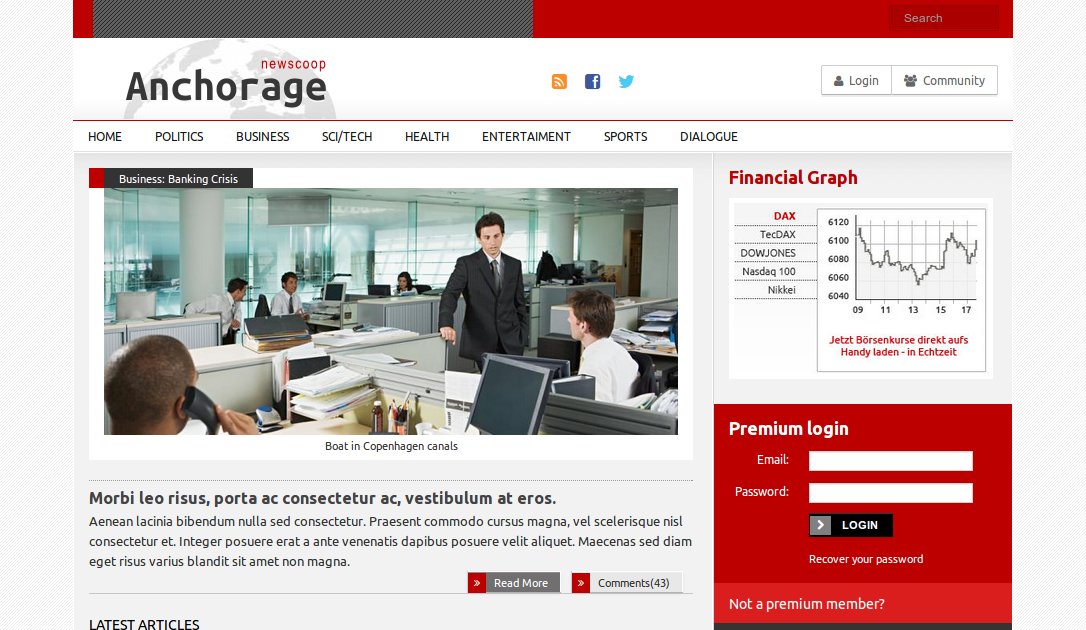 Search
newscoop
Anchorage
Login
Community
HOME
POLITICS
BUSINESS
SCI/TECH
HEALTH
ENTERTAIMENT
SPORTS
DIALOGUE
Business: Banking Crisis
Boat in Copenhagen canals
Morbi leo risus, porta ac consectetur ac, vestibulum at eros.
Aenean lacinia bibendum nulla sed consectetur. Praesent commodo cursus magna, vel scelerisque nisl
consectetur et. Integer posuere erat a ante venenatis dapibus posuere velit aliquet. Maecenas sed diam
eget risus varius blandit sit amet non magna.
Read More
Comments(43)
LATEST ARTICLES
Financial Graph
DAX
TecDAX
DOWJONES
Nasdaq 100
Nikkei
6120
6100
6080
6060
6040
09 11 13 15 17
Jetzt Börsenkurse direkt aufs
Handy laden - in Echtzeit
Premium login
Email:
Password:
LOGIN
Recover your password
Not a premium member?